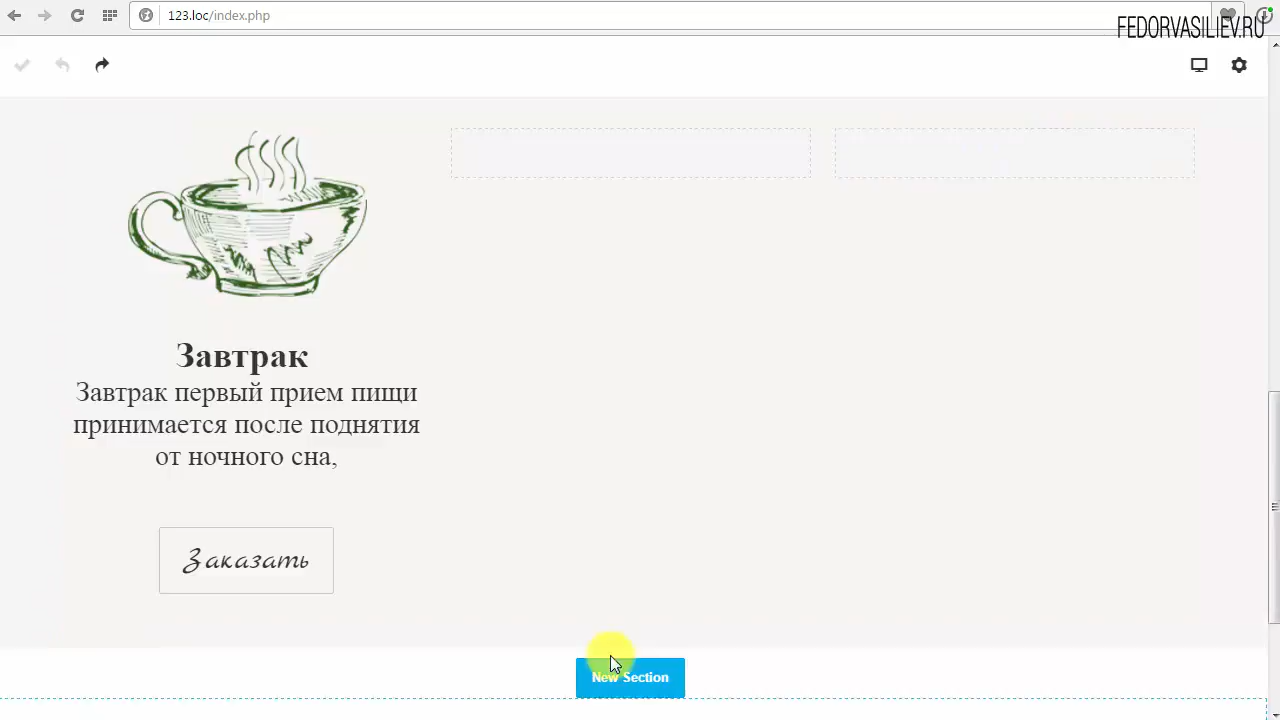 123.loc/index.php
FEDORVASILIEV.RU
Завтрак
Завтрак первый прием пищи
принимается после поднятия
от ночного сна,
Заказать
New Section